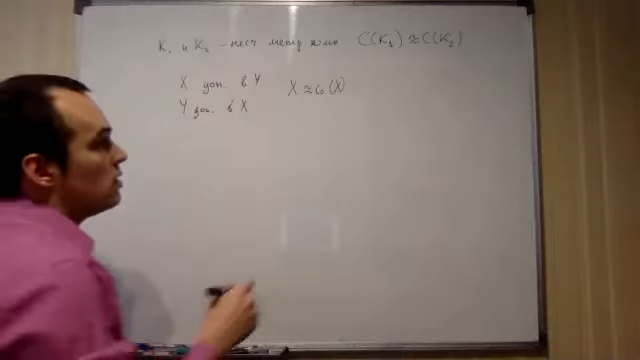 K₁ и K₂ - несч метр комп C(K₁) ≈ C(K₂)
X доп. в Y X ≈ c₀(X)
Y доп. в X